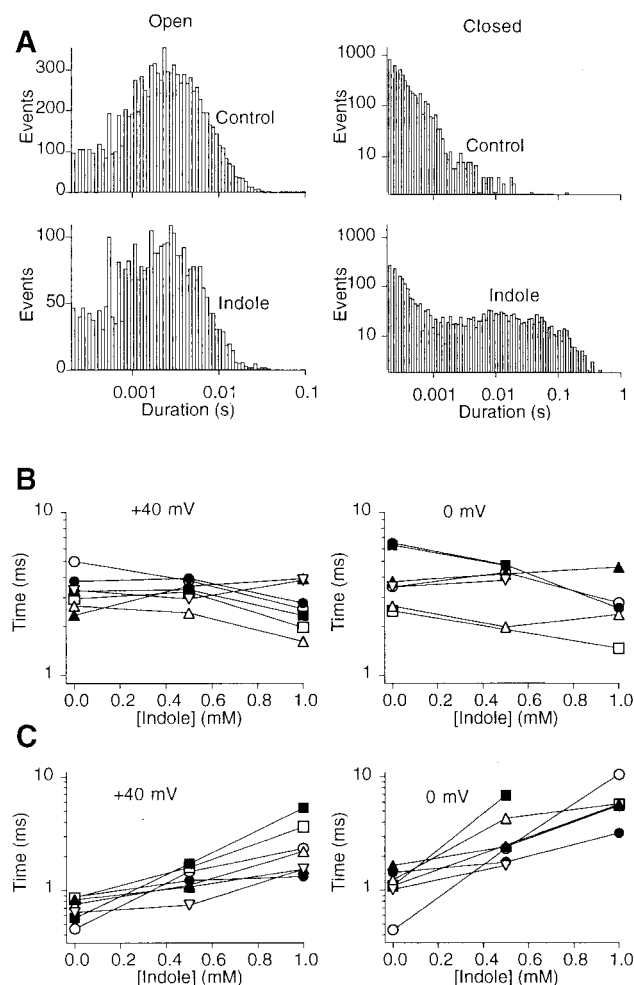 A
Open
Closed
Events
300
200
100
0
Control
Events
1000
100
10
Control
Events
100
50
0
Indole
0.001
0.01
0.1
Duration (s)
Events
1000
100
10
Indole
0.001
0.01
0.1
1
Duration (s)
B
+40 mV
Time (ms)
10
1
0.0
0.2
0.4
0.6
0.8
1.0
[Indole] (mM)
0 mV
Time (ms)
10
1
0.0
0.2
0.4
0.6
0.8
1.0
[Indole] (mM)
C
+40 mV
Time (ms)
10
1
0.0
0.2
0.4
0.6
0.8
1.0
[Indole] (mM)
0 mV
Time (ms)
10
1
0.0
0.2
0.4
0.6
0.8
1.0
[Indole] (mM)